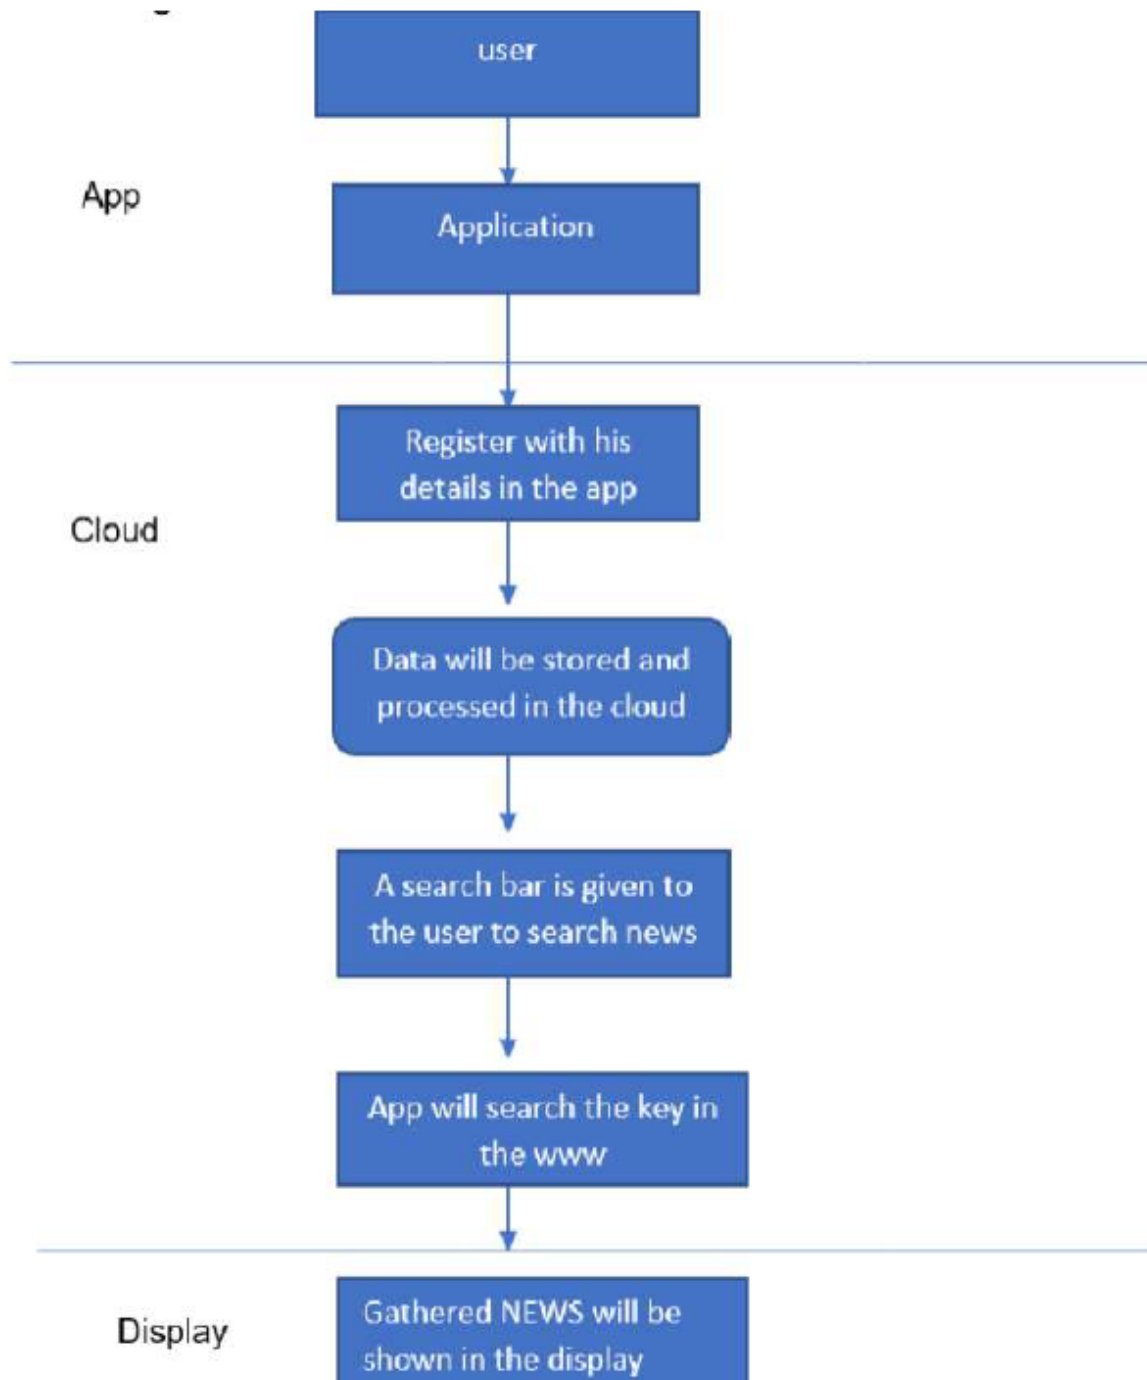 user
App
Application
Register with his
details in the app
Cloud
Data will be stored and
processed in the cloud
A search bar is given to
the user to search news
App will search the key in
the www
Gathered NEWS will be
Display
shown in the display